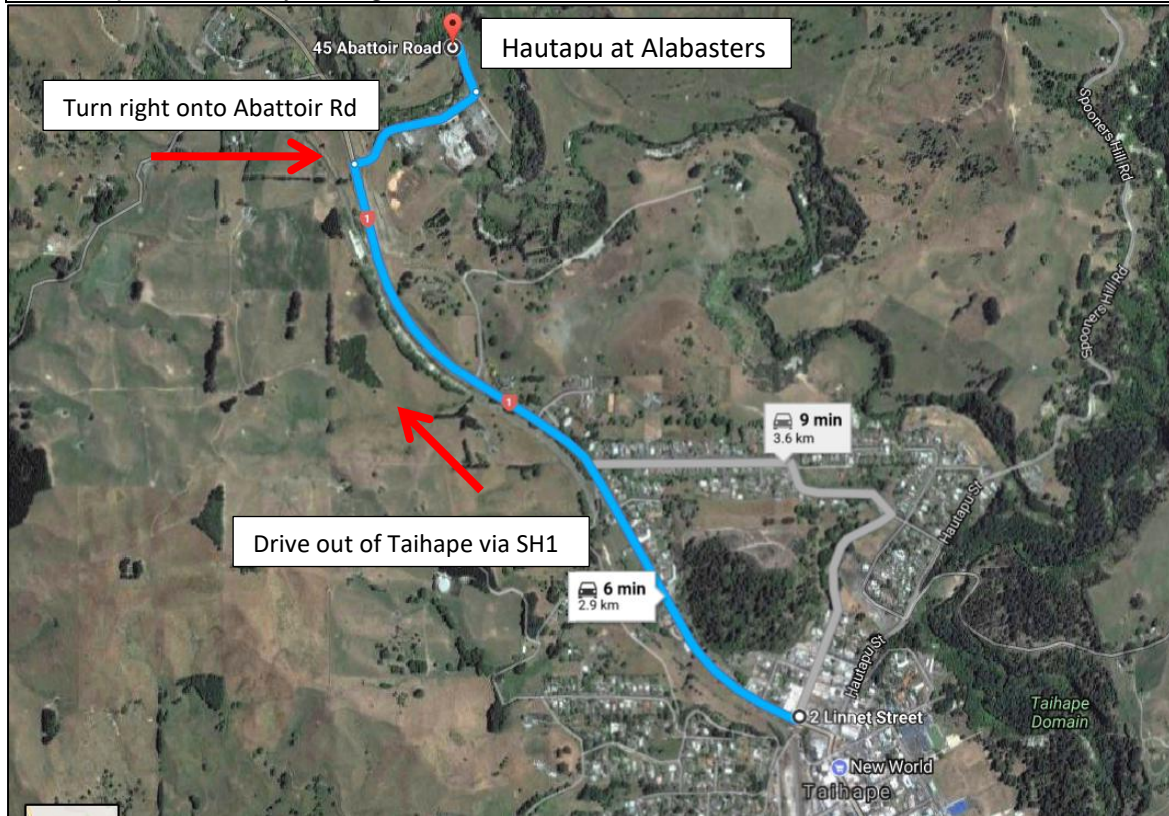 45 Abattoir Road
Hautapu at Alabasters
Turn right onto Abattoir Rd
Spooners Hill Rd
1
Spooners Hill Rd
1
9 min
3.6 km
Hautapu St
Drive out of Taihape via SH1
6 min
2.9 km
Hautapu St
2 Linnet Street
Taihape
Domain
New World
Taihape